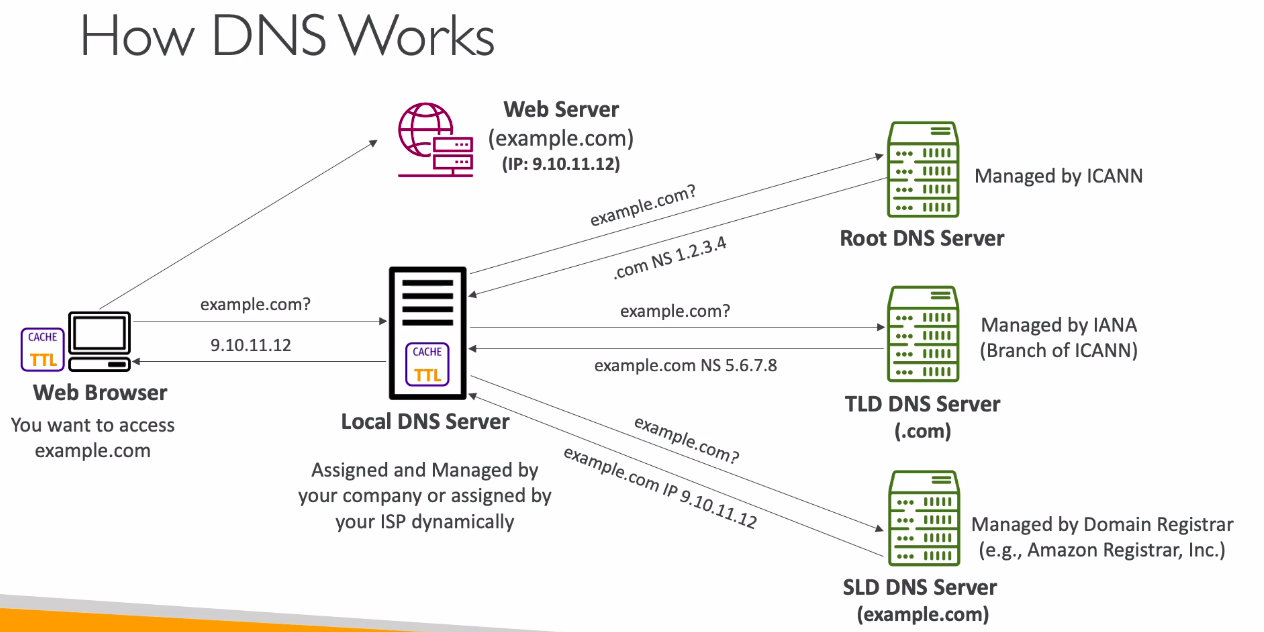 How DNS Works
Web Server
(example.com)
(IP: 9.10.11.12)
example.com?
.com NS 1.2.3.4
Managed by ICANN
Root DNS Server
example.com?
9.10.11.12
CACHE
TTL
Web Browser
You want to access
example.com
CACHE
TTL
Local DNS Server
Assigned and Managed by
your company or assigned by
your ISP dynamically
example.com?
example.com NS 5.6.7.8
Managed by IANA
(Branch of ICANN)
TLD DNS Server
(.com)
example.com?
example.com IP 9.10.11.12
Managed by Domain Registrar
(e.g., Amazon Registrar, Inc.)
SLD DNS Server
(example.com)